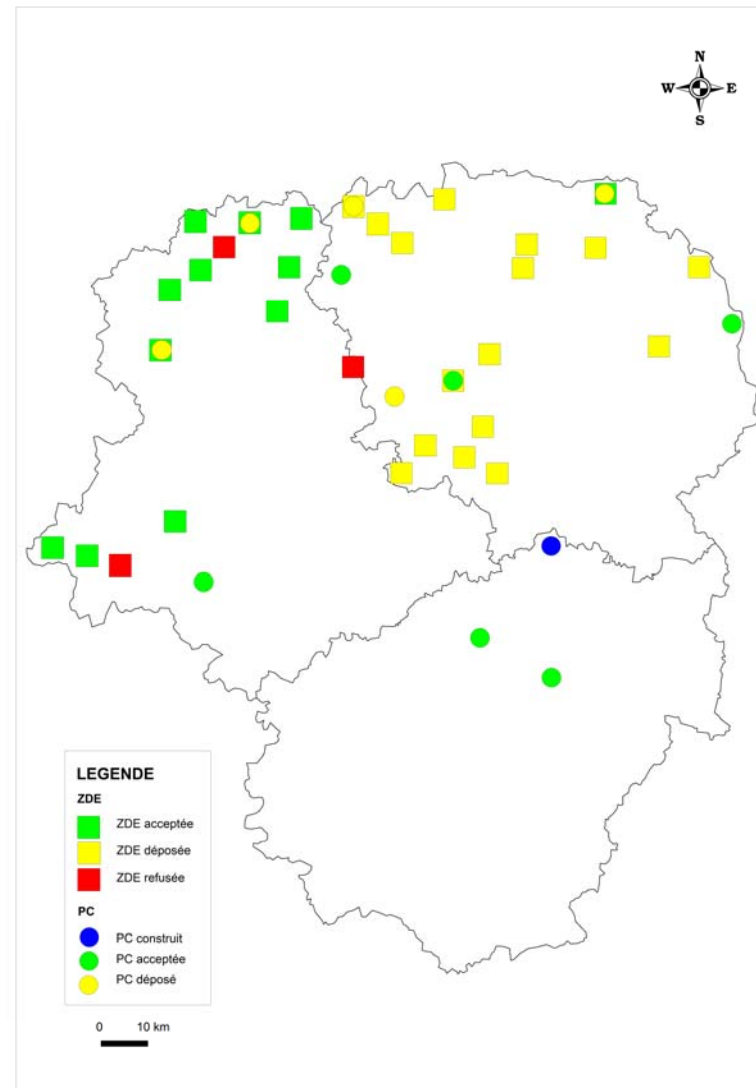 N
W E
S
LEGENDE
ZDE
ZDE acceptée
ZDE déposée
ZDE refusée
PC
PC construit
PC acceptée
PC déposé
0 10 km